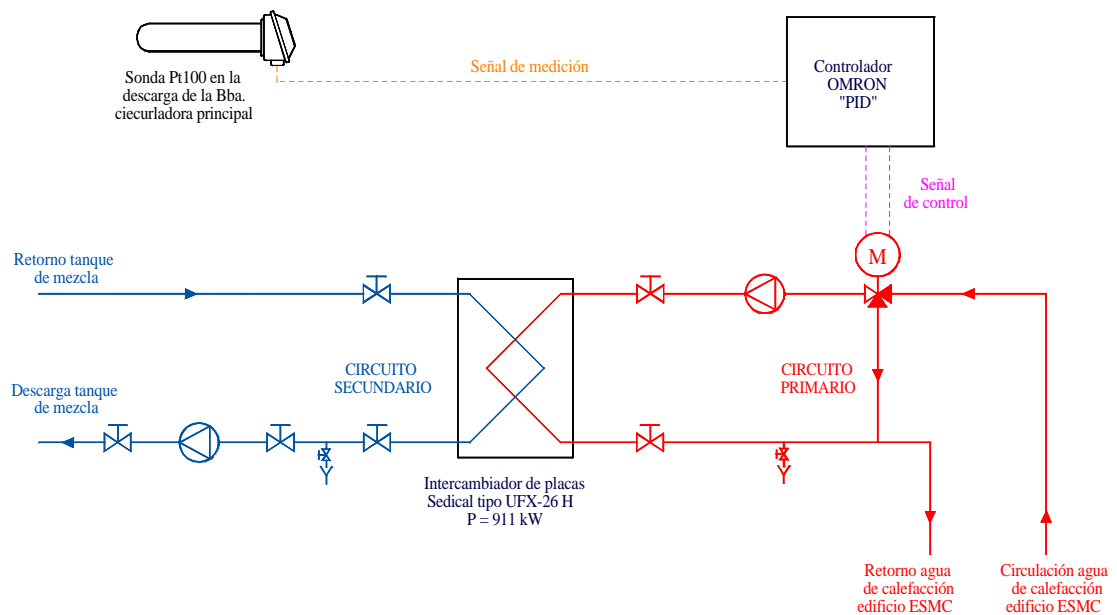 Sonda Pt100 en la
descarga de la Bba.
ciecurladora principal
Señal de medición
Controlador
OMRON
"PID"
Señal
de control
M
Retorno tanque
de mezcla
CIRCUITO
SECUNDARIO
CIRCUITO
PRIMARIO
Descarga tanque
de mezcla
Intercambiador de placas
Sedical tipo UFX-26 H
P = 911 kW
Retorno agua
de calefacción
edificio ESMC
Circulación agua
de calefacción
edificio ESMC